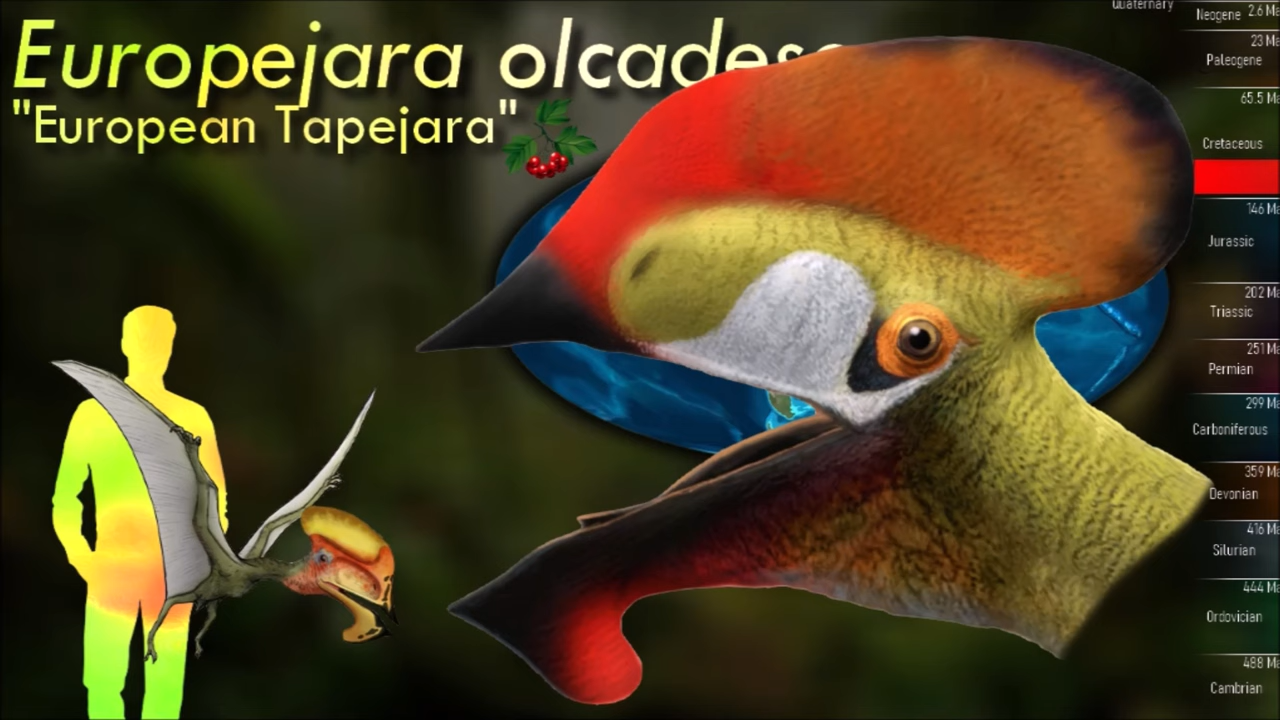 Europejara olcades
"European Tapejara"
Quaternary
2.6 Ma
Neogene
23 Ma
Paleogene
65.5 Ma
Cretaceous
146 Ma
Jurassic
202 Ma
Triassic
251 Ma
Permian
299 Ma
Carboniferous
359 Ma
Devonian
416 Ma
Silurian
444 Ma
Ordovician
488 Ma
Cambrian